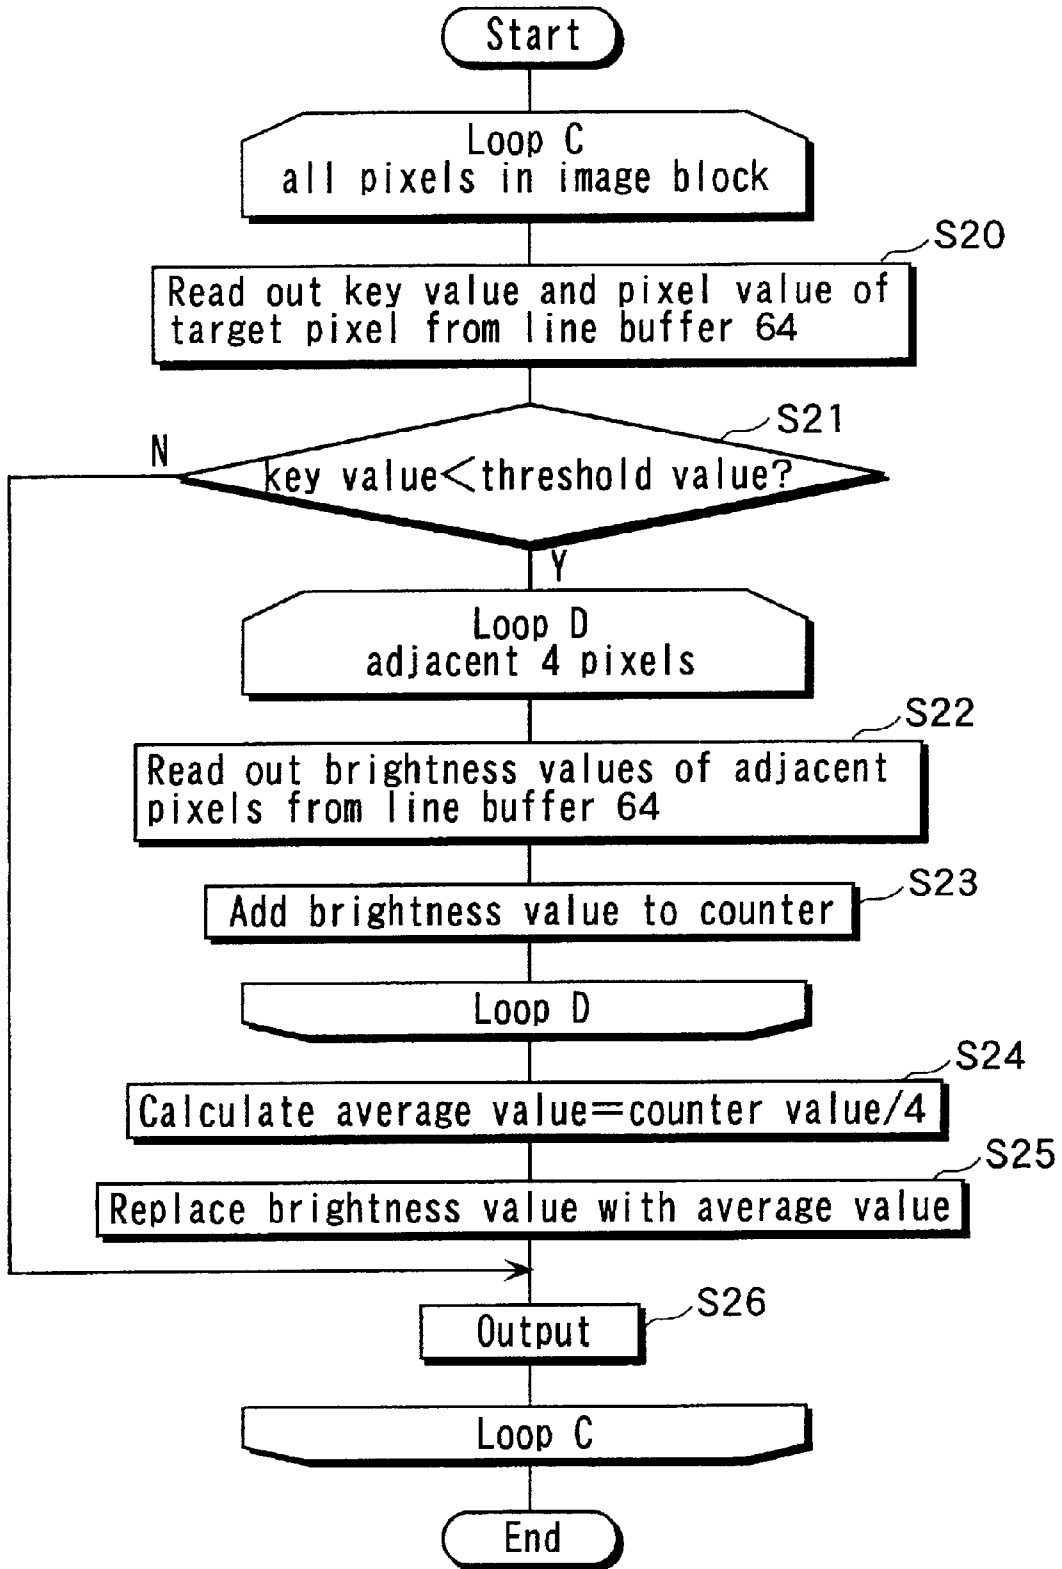 Start
Loop C
all pixels in image block
S20
Read out key value and pixel value of
target pixel from line buffer 64
S21
N
key value<threshold value?
Y
Loop D
adjacent 4 pixels
S22
Read out brightness values of adjacent
pixels from line buffer 64
S23
Add brightness value to counter
Loop D
S24
Calculate average value=counter value/4
S25
Replace brightness value with average value
S26
Output
Loop C
End